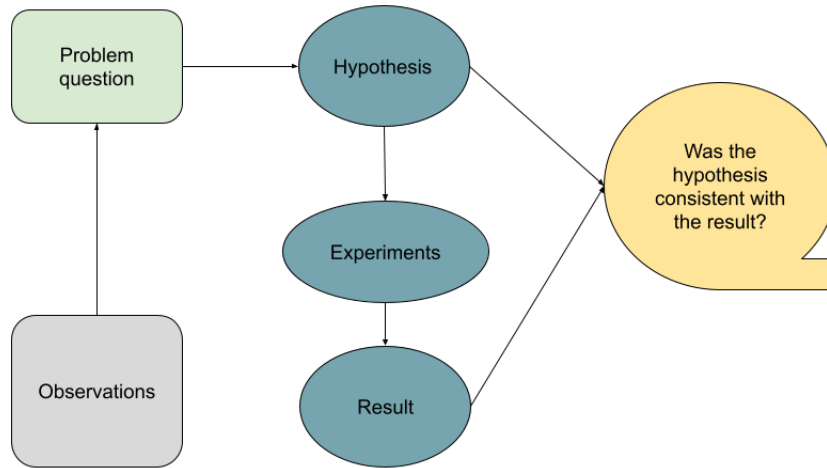 Problem
question
Hypothesis
Was the
hypothesis
consistent with
the result?
Experiments
Observations
Result